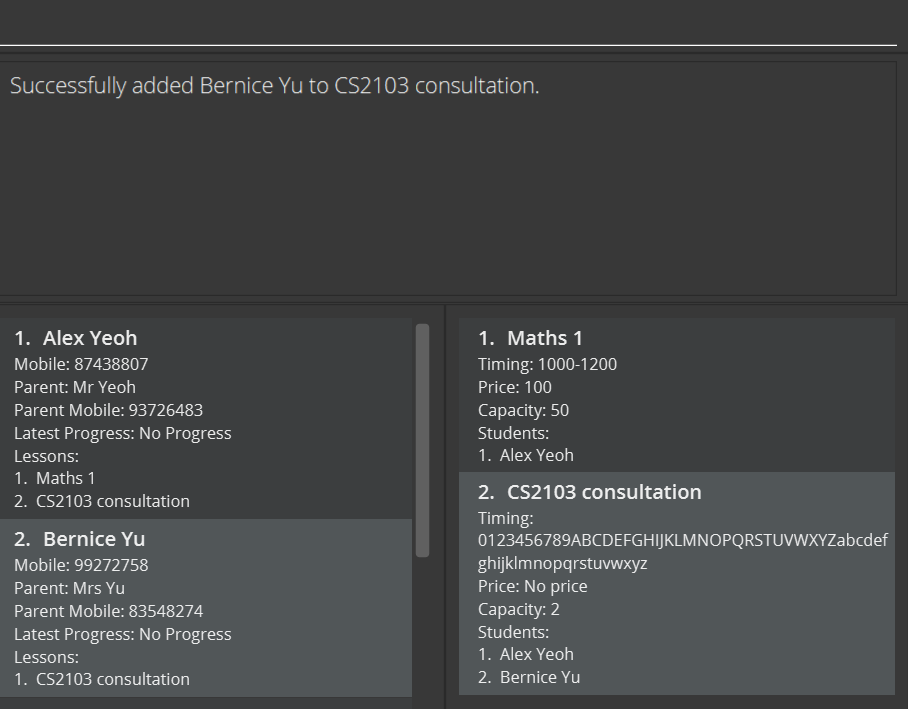 Successfully added Bernice Yu to CS2103 consultation.
1. Alex Yeoh
Mobile: 87438807
Parent: Mr Yeoh
Parent Mobile: 93726483
Latest Progress: No Progress
Lessons:
1. Maths 1
2. CS2103 consultation
2. Bernice Yu
Mobile: 99272758
Parent: Mrs Yu
Parent Mobile: 83548274
Latest Progress: No Progress
Lessons:
1. CS2103 consultation
1. Maths 1
Timing: 1000-1200
Price: 100
Capacity: 50
Students:
1. Alex Yeoh
2. CS2103 consultation
Timing:
0123456789ABCDEFGHIJKLMNOPQRSTUVWXYZabcdef
ghijklmnopqrstuvwxyz
Price: No price
Capacity: 2
Students:
1. Alex Yeoh
2. Bernice Yu